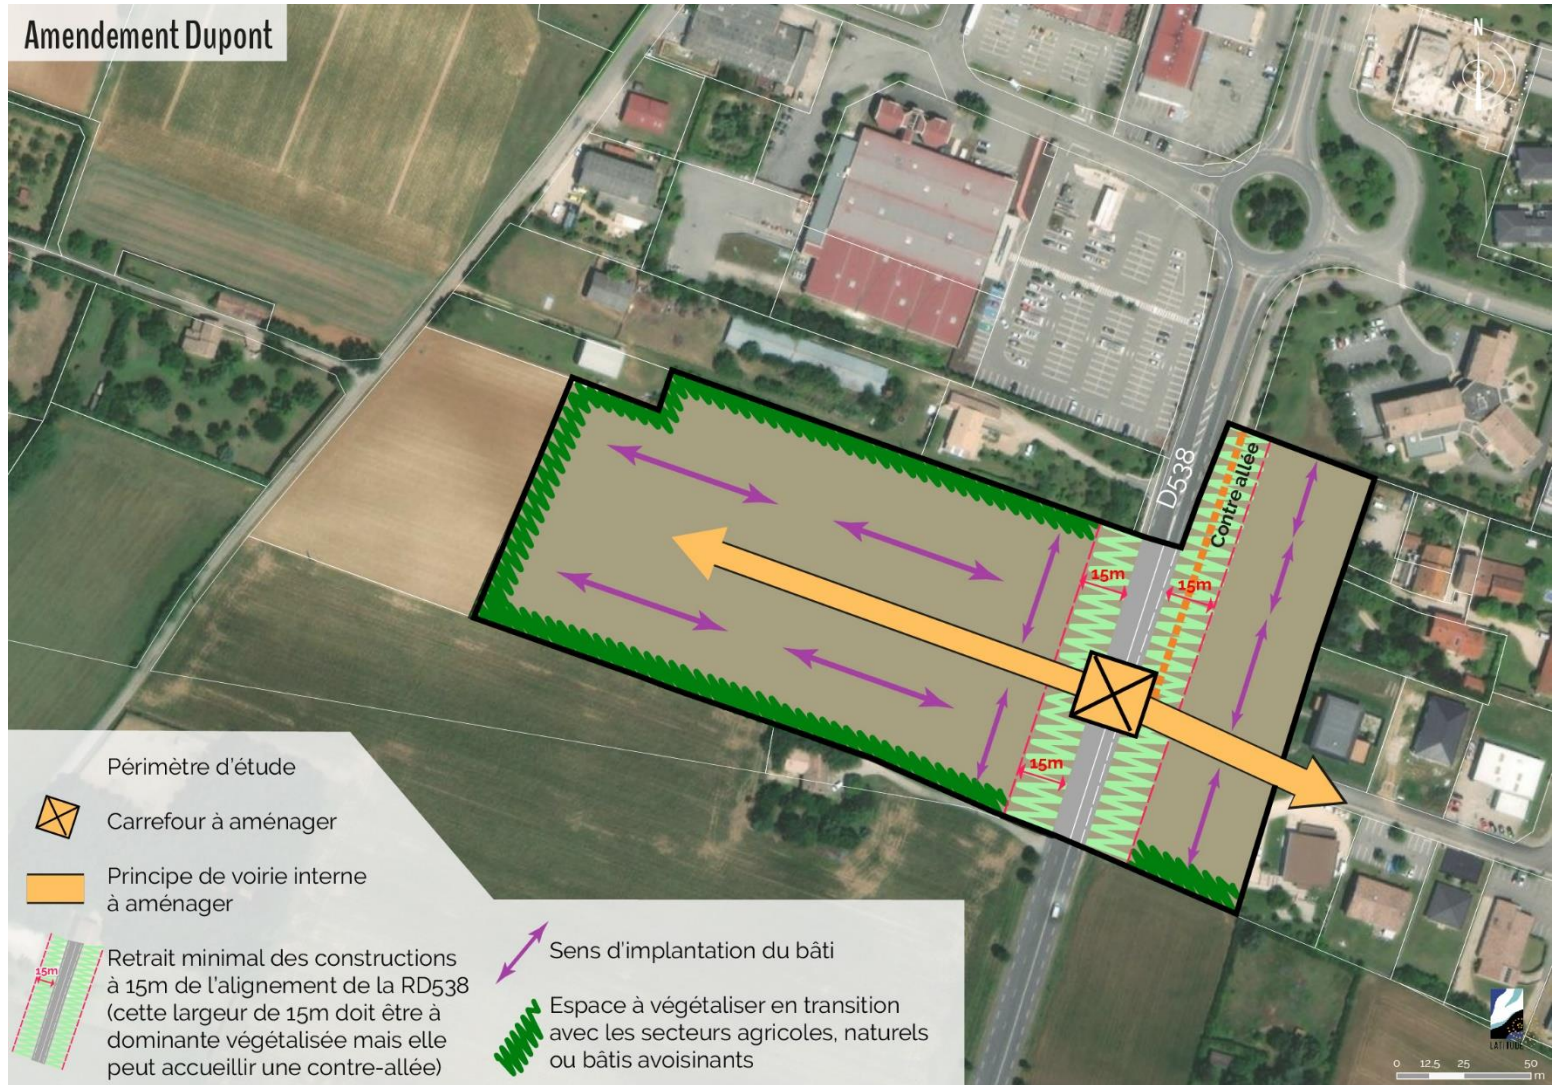 Amendement Dupont
N
D538
Contre allée
15m
15m
15m
Périmètre d'étude
Carrefour à aménager
Principe de voirie interne
à aménager
15m
Retrait minimal des constructions
à 15m de l'alignement de la RD538
(cette largeur de 15m doit être à
dominante végétalisée mais elle
peut accueillir une contre-allée)
Sens d'implantation du bâti
Espace à végétaliser en transition
avec les secteurs agricoles, naturels
ou bâtis avoisinants
LATITUDE
0 12.5 25 50
m